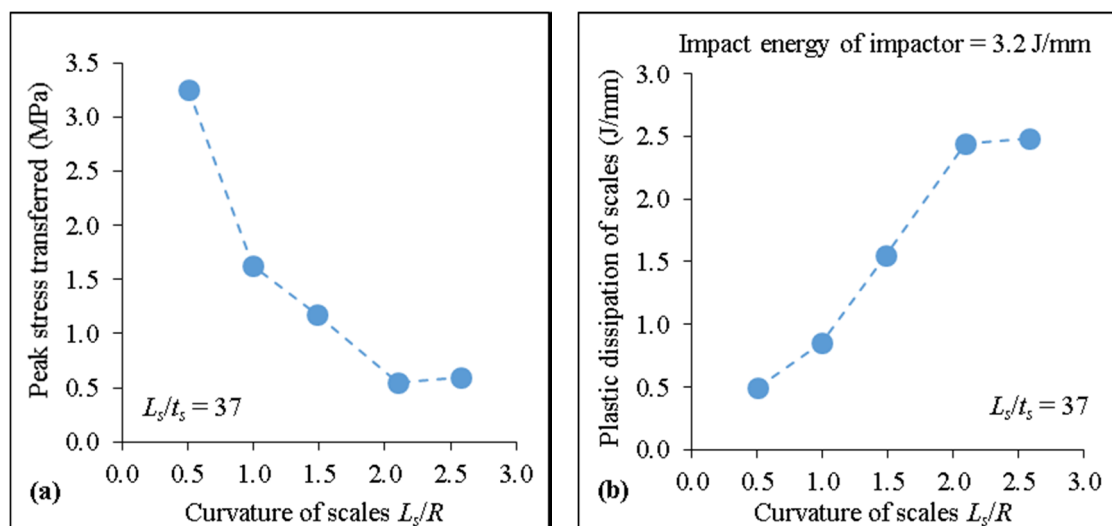 Peak stress transferred (MPa)
3.5
3.0
2.5
2.0
1.5
1.0
0.5
0.0
L_s/t_s = 37
0.0 0.5 1.0 1.5 2.0 2.5 3.0
(a)
Curvature of scales L_s/R
Impact energy of impactor = 3.2 J/mm
Plastic dissipation of scales (J/mm)
3.0
2.5
2.0
1.5
1.0
0.5
0.0
L_s/t_s = 37
0.0 0.5 1.0 1.5 2.0 2.5 3.0
(b)
Curvature of scales L_s/R